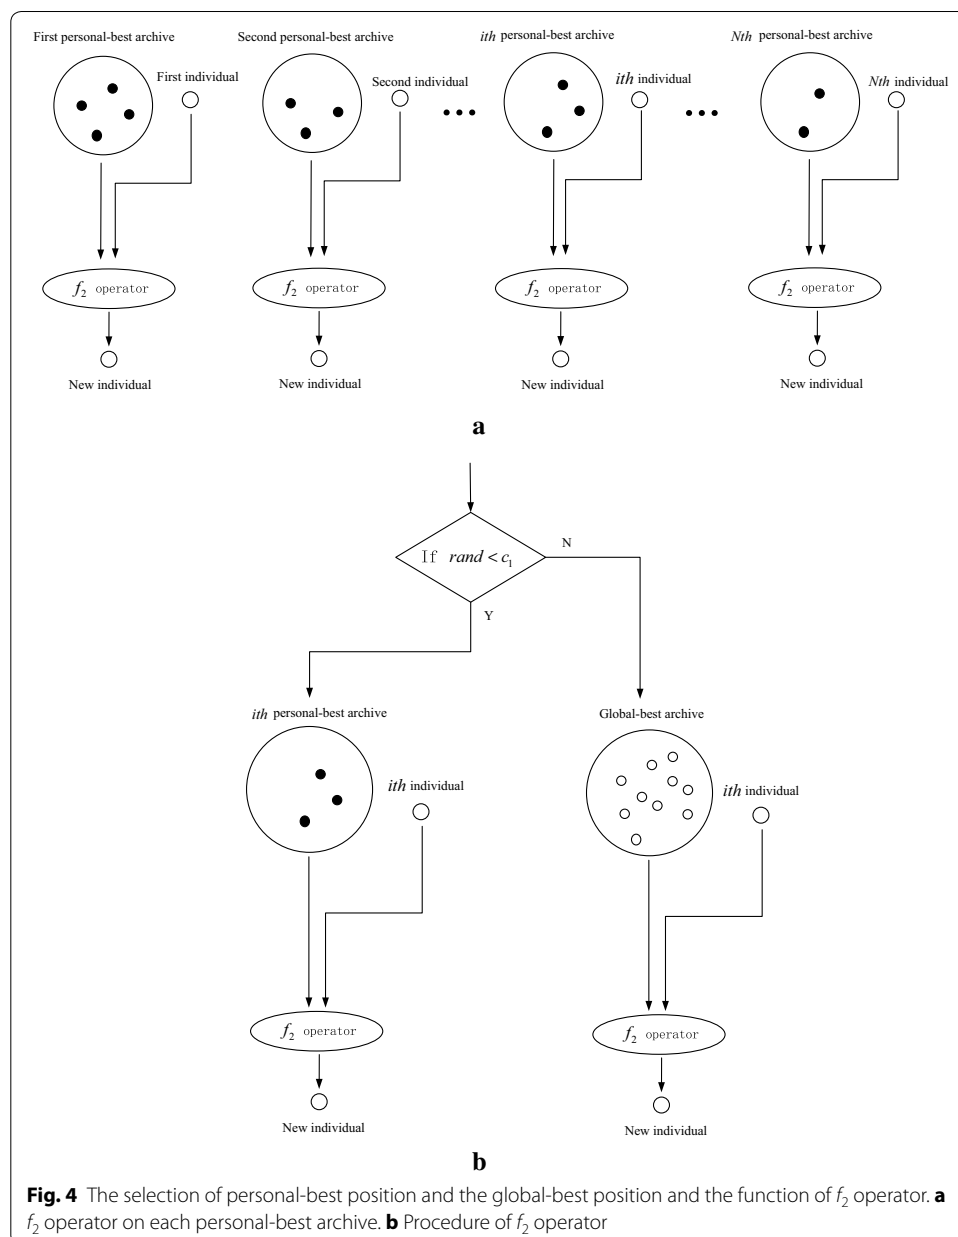 First personal-best archive
Second personal-best archive
ith personal-best archive
Nth personal-best archive
First individual
Second individual
ith individual
Nth individual
f2 operator
f2 operator
f2 operator
f2 operator
New individual
New individual
New individual
New individual
a
If rand < c1
N
Y
ith personal-best archive
Global-best archive
ith individual
ith individual
f2 operator
f2 operator
New individual
New individual
b
Fig. 4 The selection of personal-best position and the global-best position and the function of f2 operator. a
f2 operator on each personal-best archive. b Procedure of f2 operator